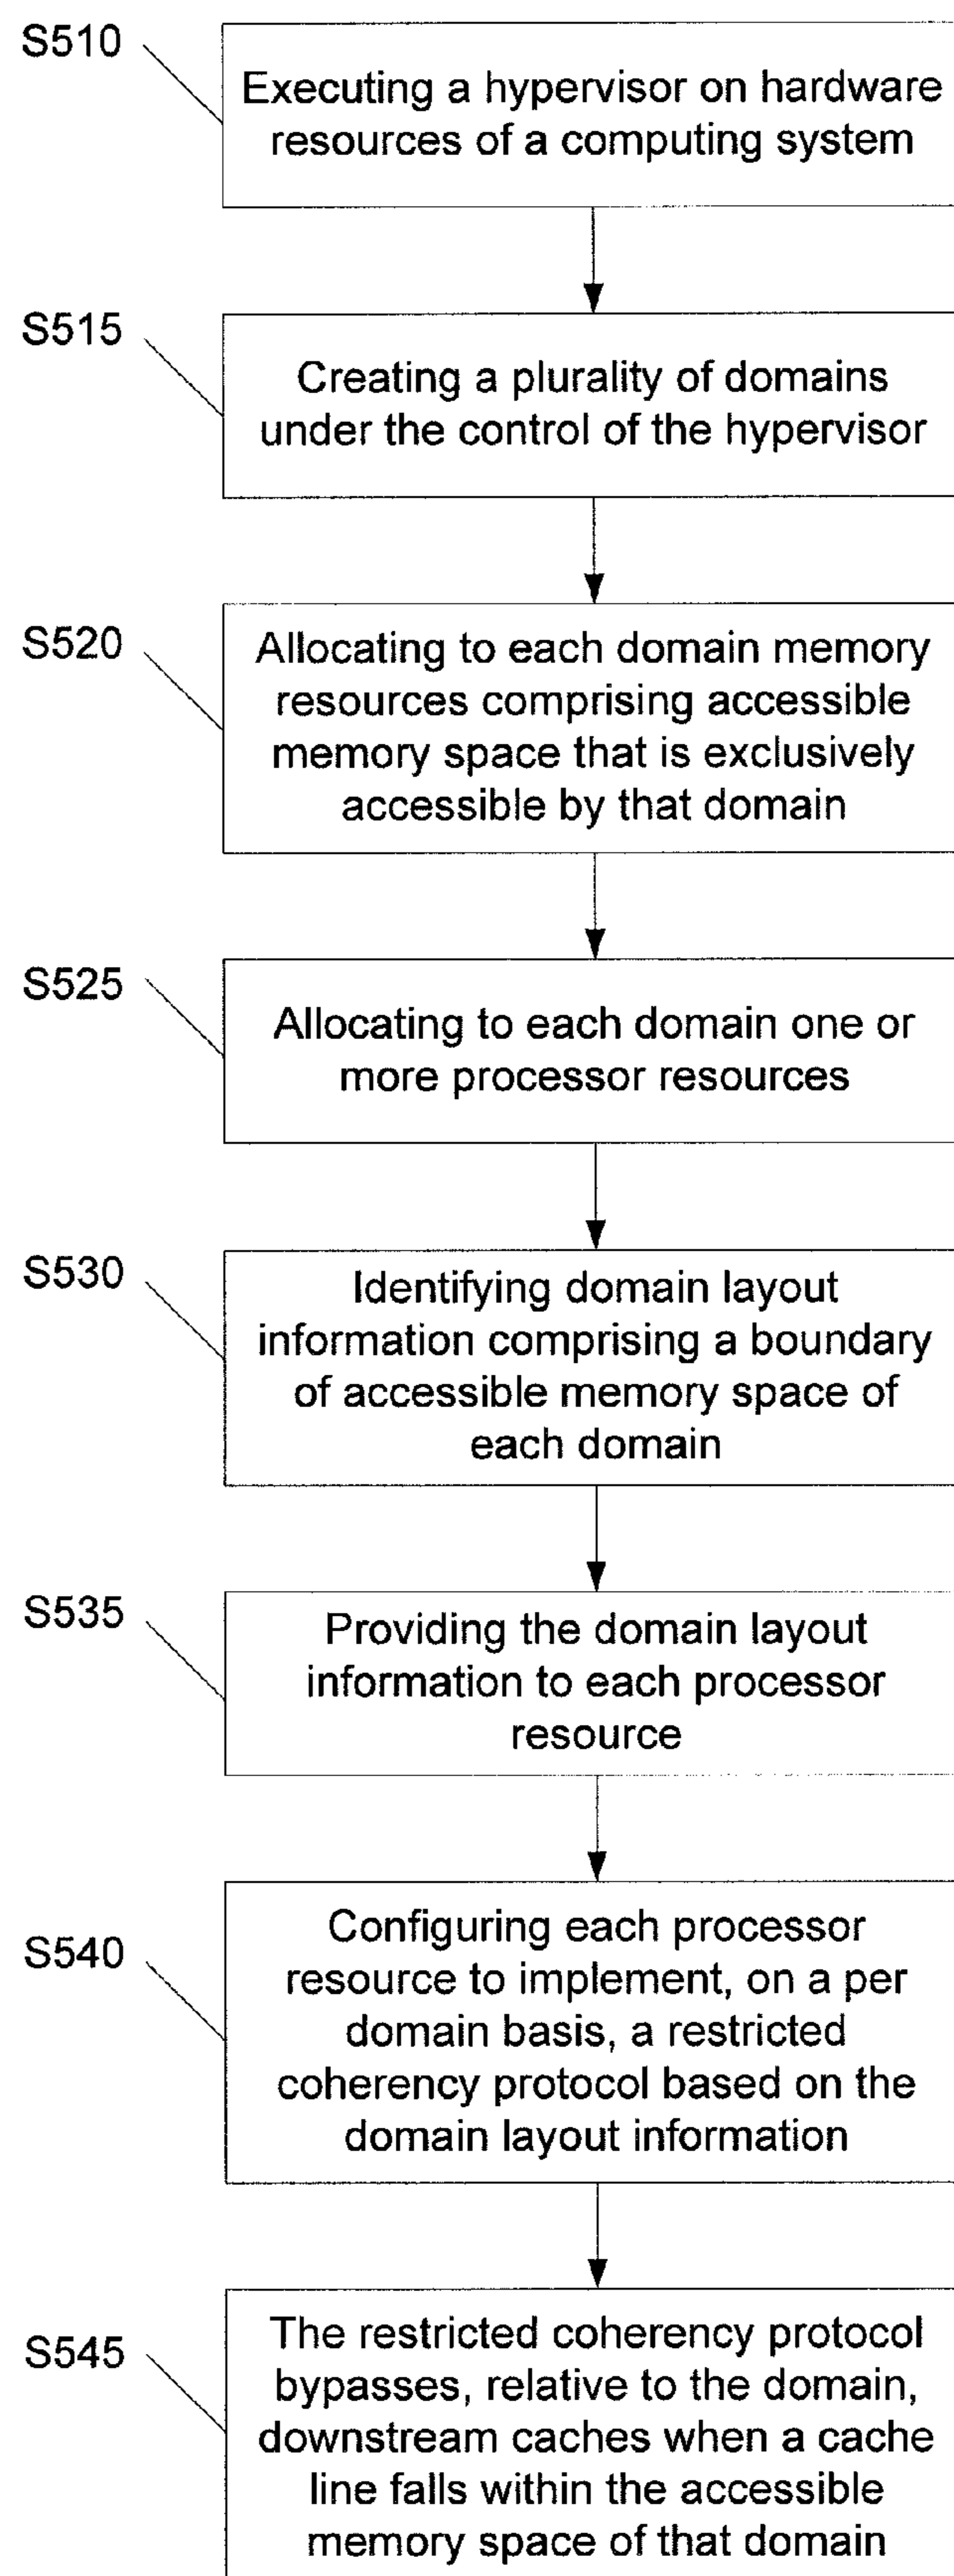 S510
Executing a hypervisor on hardware
resources of a computing system
S515
Creating a plurality of domains
under the control of the hypervisor
S520
Allocating to each domain memory
resources comprising accessible
memory space that is exclusively
accessible by that domain
S525
Allocating to each domain one or
more processor resources
S530
Identifying domain layout
information comprising a boundary
of accessible memory space of
each domain
S535
Providing the domain layout
information to each processor
resource
S540
Configuring each processor
resource to implement, on a per
domain basis, a restricted
coherency protocol based on the
domain layout information
S545
The restricted coherency protocol
bypasses, relative to the domain,
downstream caches when a cache
line falls within the accessible
memory space of that domain